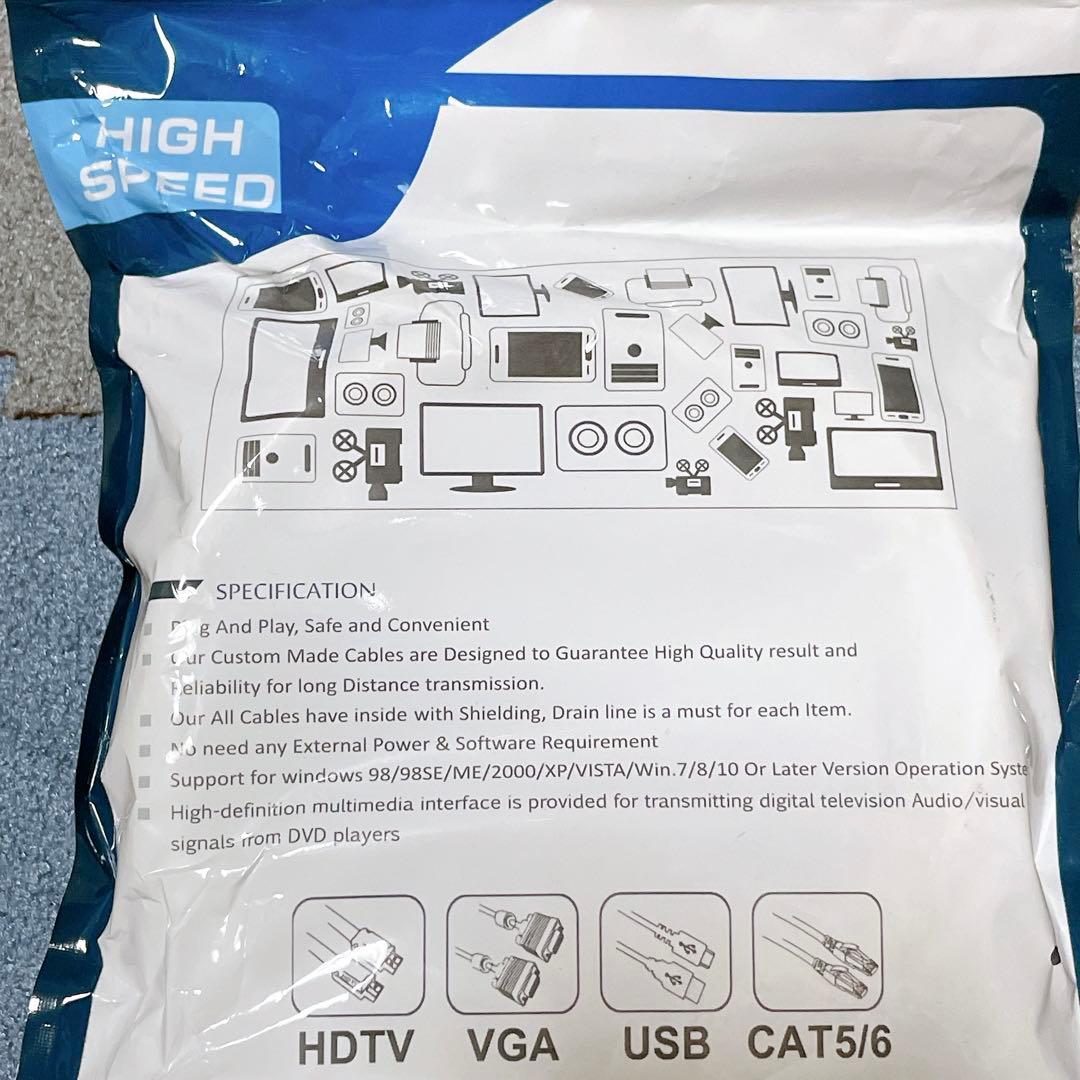 HIGH
SPEED
SPECIFICATION
Plug And Play, Safe and Convenient
Our Custom Made Cables are Designed to Guarantee High Quality result and
Reliability for long Distance transmission.
Our All Cables have inside with Shielding, Drain line is a must for each Item.
No need any External Power & Software Requirement
Support for windows 98/98SE/ME/2000/XP/VISTA/Win.7/8/10 Or Later Version Operation Syste
High-definition multimedia interface is provided for transmitting digital television Audio/visual
signals from DVD players
HDTV VGA USB CAT5/6